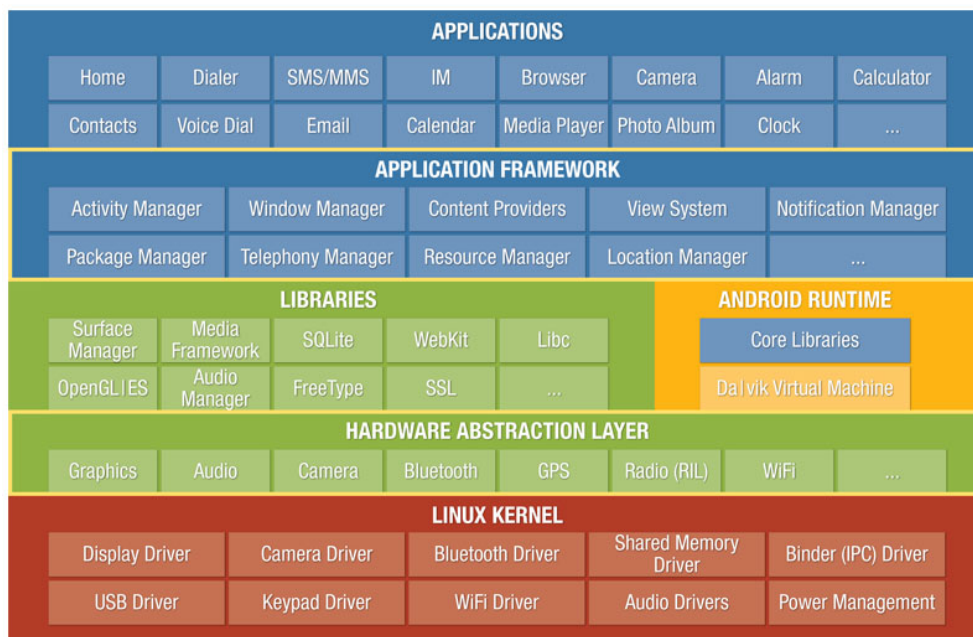 APPLICATIONS
Home Dialer SMS/MMS IM Browser Camera Alarm Calculator
Contacts Voice Dial Email Calendar Media Player Photo Album Clock ...
APPLICATION FRAMEWORK
Activity Manager Window Manager Content Providers View System Notification Manager
Package Manager Telephony Manager Resource Manager Location Manager ...
LIBRARIES
Surface Manager Media Framework SQLite WebKit Libc
OpenGL|ES Audio Manager FreeType SSL ...
ANDROID RUNTIME
Core Libraries
Da|vik Virtual Machine
HARDWARE ABSTRACTION LAYER
Graphics Audio Camera Bluetooth GPS Radio (RIL) WiFi ...
LINUX KERNEL
Display Driver Camera Driver Bluetooth Driver Shared Memory Driver Binder (IPC) Driver
USB Driver Keypad Driver WiFi Driver Audio Drivers Power Management